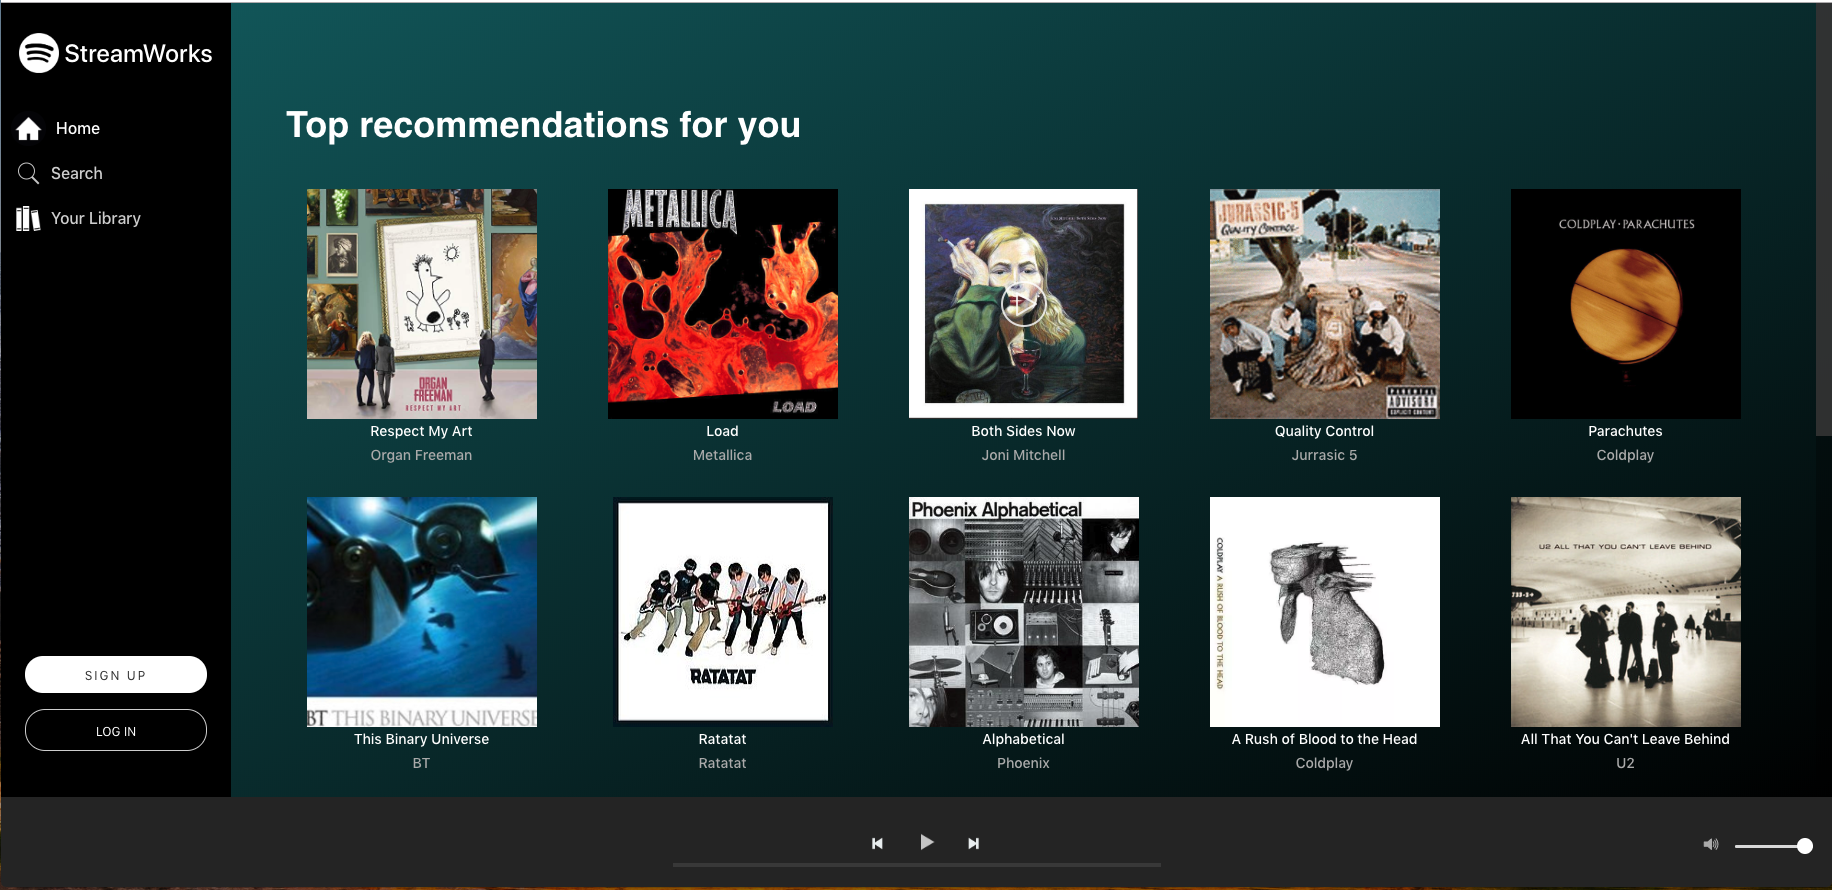 StreamWorks
Home
Search
Your Library
SIGN UP
LOG IN
Top recommendations for you
ORGAN
FREEMAN
RESPECT MY ART
Respect My Art
Organ Freeman
METALLICA
LOAD
Load
Metallica
Both Sides Now
Joni Mitchell
JURASSIC-5
QUALITY CONTROL
PARENTAL
ADVISORY
EXPLICIT CONTENT
Quality Control
Jurrasic 5
COLDPLAY · PARACHUTES
Parachutes
Coldplay
BT THIS BINARY UNIVERSE
This Binary Universe
BT
RATATAT
Ratatat
Ratatat
Phoenix Alphabetical
Alphabetical
Phoenix
COLDPLAY A RUSH OF BLOOD TO THE HEAD
A Rush of Blood to the Head
Coldplay
U2 ALL THAT YOU CAN'T LEAVE BEHIND
All That You Can't Leave Behind
U2